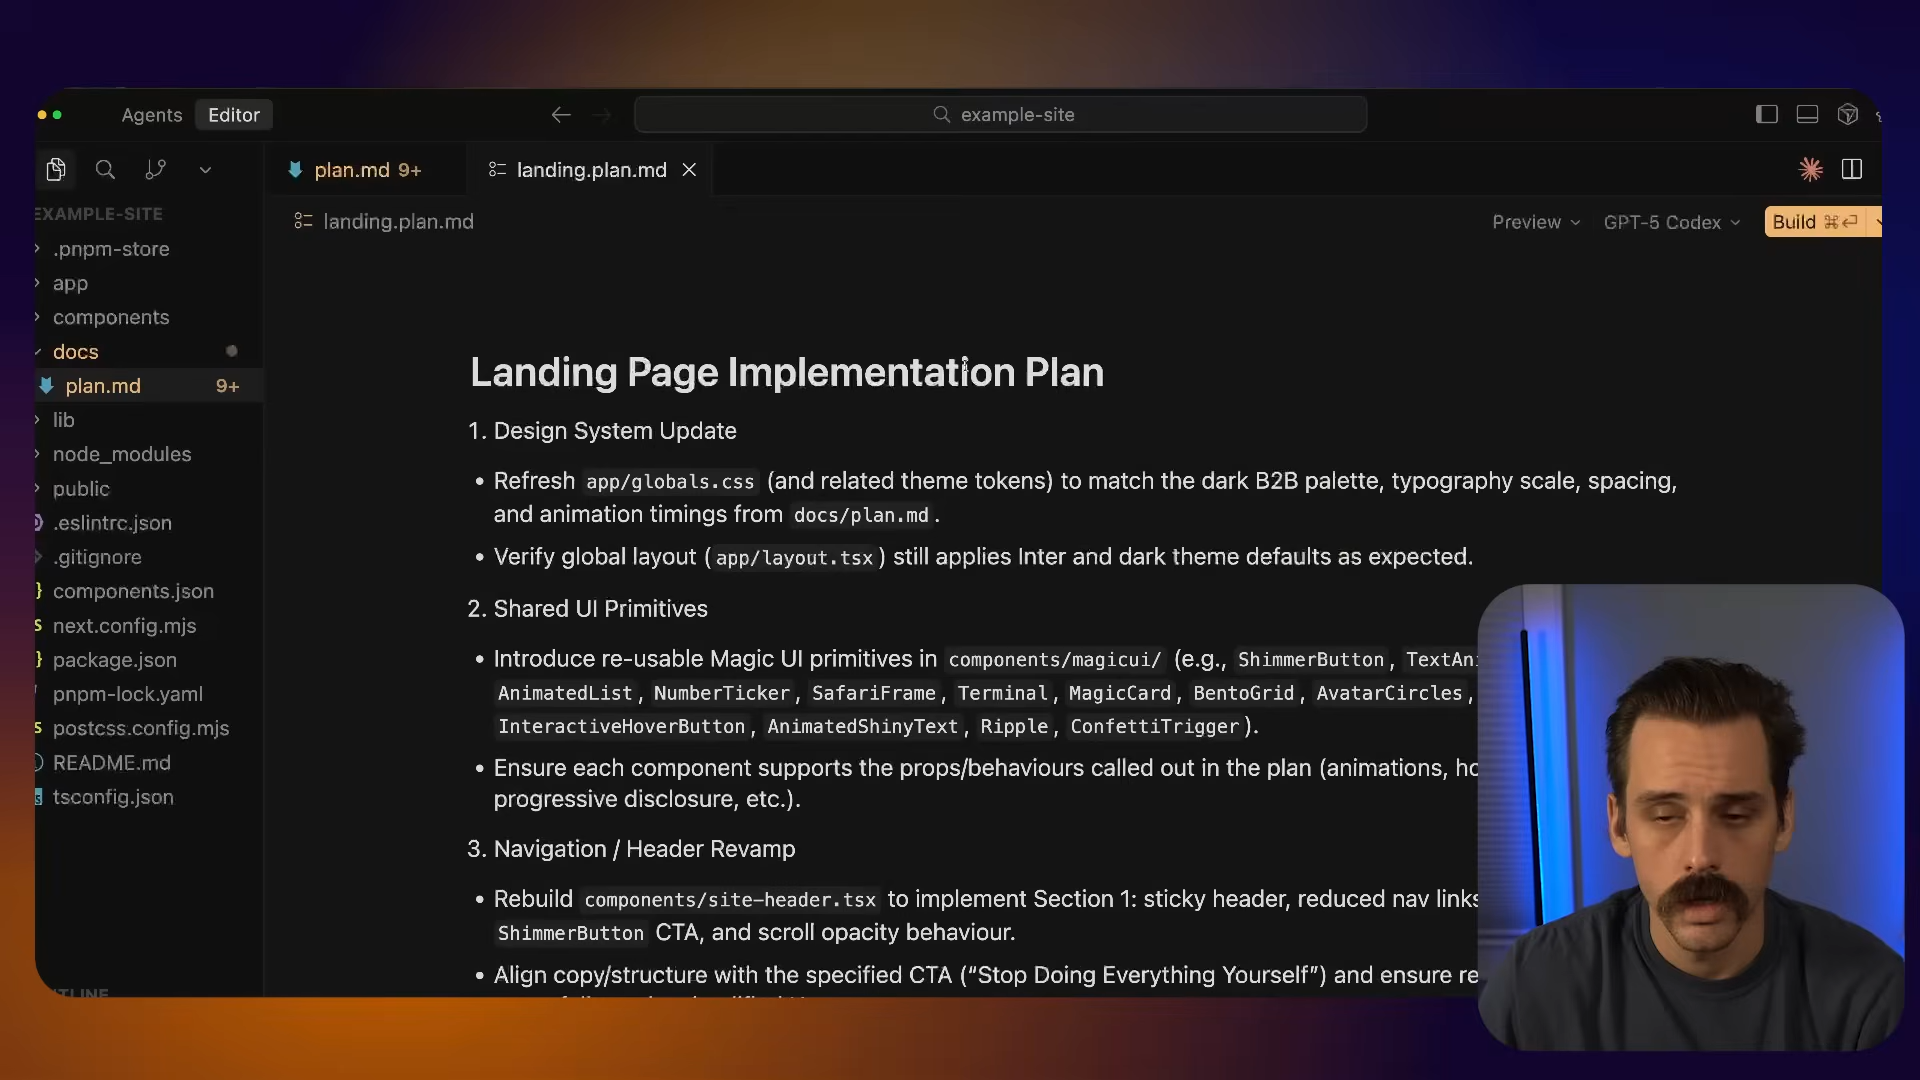 Agents Editor
example-site
plan.md 9+
landing.plan.md
landing.plan.md
Preview
GPT-5 Codex
Build ⌘⏎
EXAMPLE-SITE
.pnpm-store
app
components
docs
plan.md 9+
lib
node_modules
public
.eslintrc.json
.gitignore
components.json
next.config.mjs
package.json
pnpm-lock.yaml
postcss.config.mjs
README.md
tsconfig.json
Landing Page Implementation Plan
1. Design System Update
• Refresh app/globals.css (and related theme tokens) to match the dark B2B palette, typography scale, spacing,
and animation timings from docs/plan.md.
• Verify global layout (app/layout.tsx) still applies Inter and dark theme defaults as expected.
2. Shared UI Primitives
• Introduce re-usable Magic UI primitives in components/magicui/ (e.g., ShimmerButton, TextAni
AnimatedList, NumberTicker, SafariFrame, Terminal, MagicCard, BentoGrid, AvatarCircles,
InteractiveHoverButton, AnimatedShinyText, Ripple, ConfettiTrigger).
• Ensure each component supports the props/behaviours called out in the plan (animations, ho
progressive disclosure, etc.).
3. Navigation / Header Revamp
• Rebuild components/site-header.tsx to implement Section 1: sticky header, reduced nav links
ShimmerButton CTA, and scroll opacity behaviour.
• Align copy/structure with the specified CTA (“Stop Doing Everything Yourself”) and ensure re